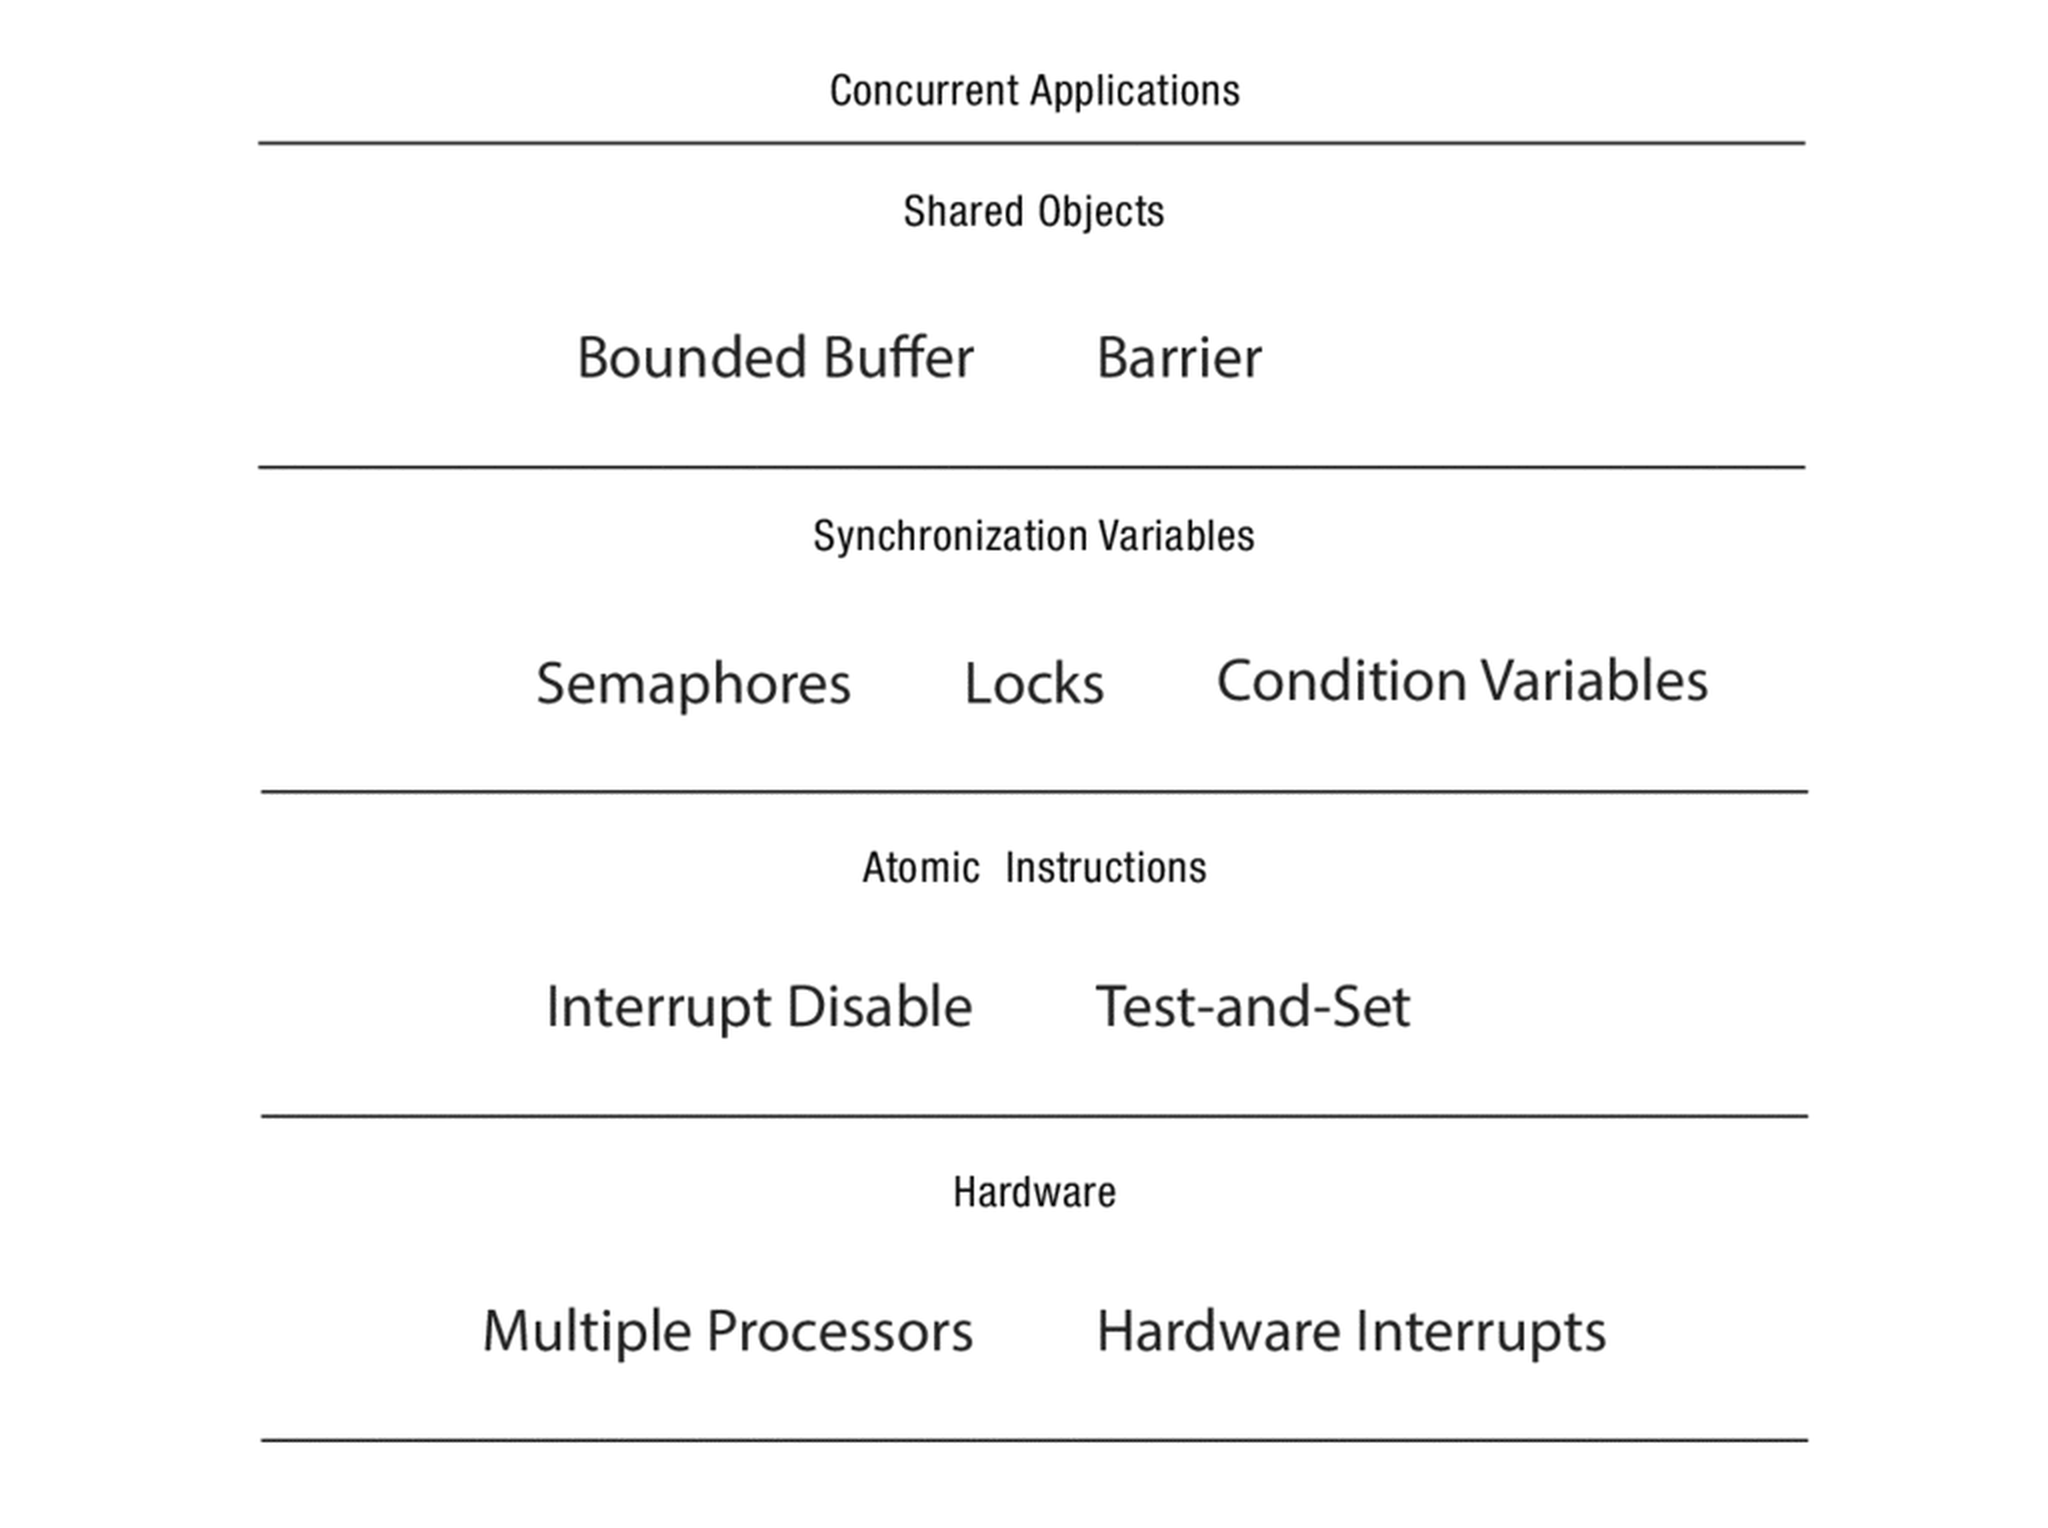 Concurrent Applications
Shared Objects
Bounded Buffer Barrier
Synchronization Variables
Semaphores Locks Condition Variables
Atomic Instructions
Interrupt Disable Test-and-Set
Hardware
Multiple Processors Hardware Interrupts